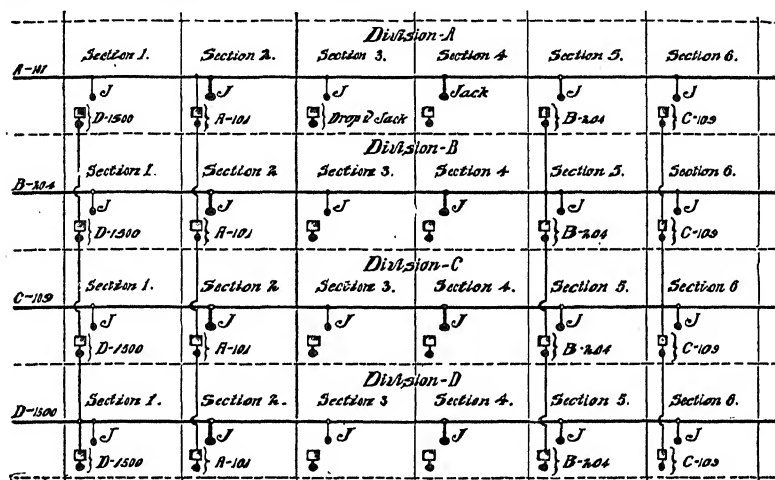 Division-A
Section 1. Section 2. Section 3. Section 4 Section 5. Section 6.
A-101
J J J Jack J J
D-1500 A-101 Drop & Jack B-204 C-109
Division-B
Section 1. Section 2 Section 3. Section 4 Section 5. Section 6.
B-204
J J J J J J
D-1500 A-101 B-204 C-109
Division-C
Section 1. Section 2 Section 3. Section 4. Section 5. Section 6
C-109
J J J J J J
D-1500 A-101 B-204 C-109
Division-D
Section 1. Section 2. Section 3 Section 4. Section 5. Section 6.
D-1500
J J J J J J
D-1500 A-101 B-204 C-109